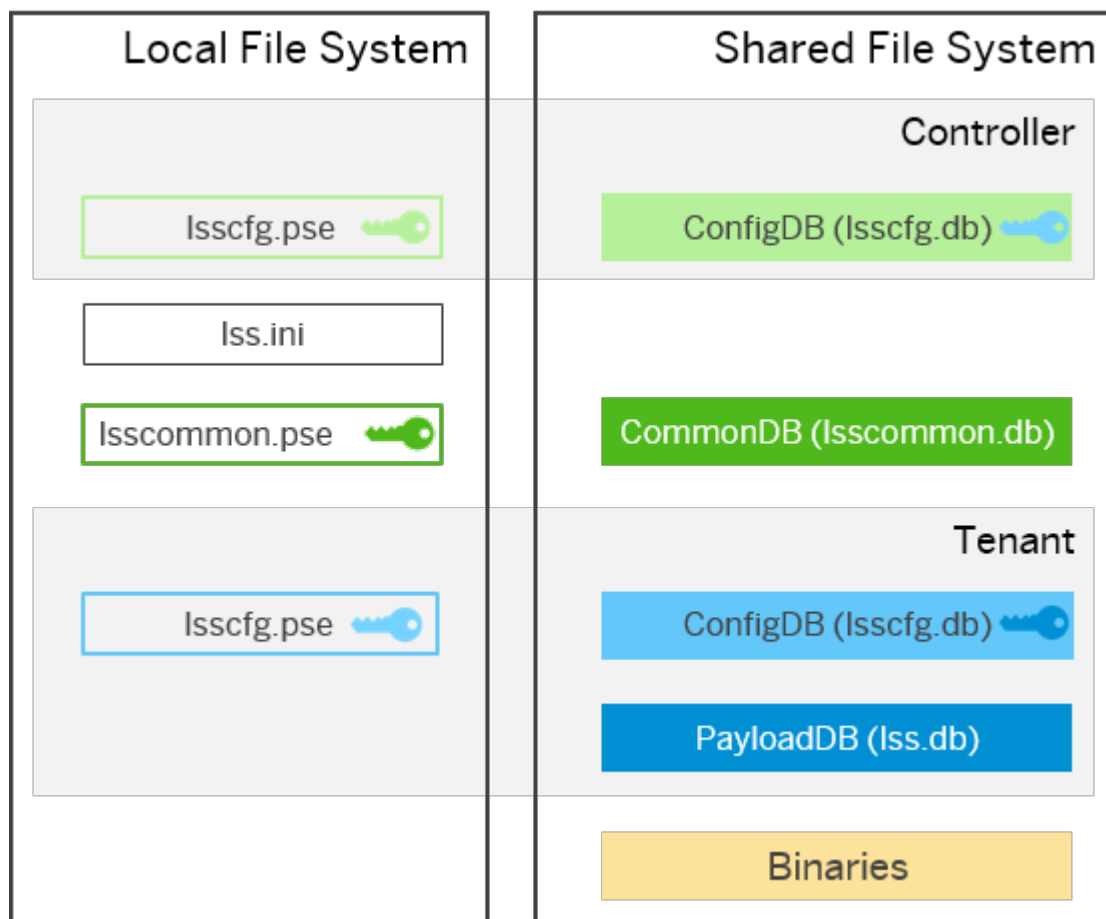 Local File System
Shared File System
Controller
lsscfg.pse
ConfigDB (lsscfg.db)
lss.ini
lsscommon.pse
CommonDB (lsscommon.db)
Tenant
lsscfg.pse
ConfigDB (lsscfg.db)
PayloadDB (lss.db)
Binaries